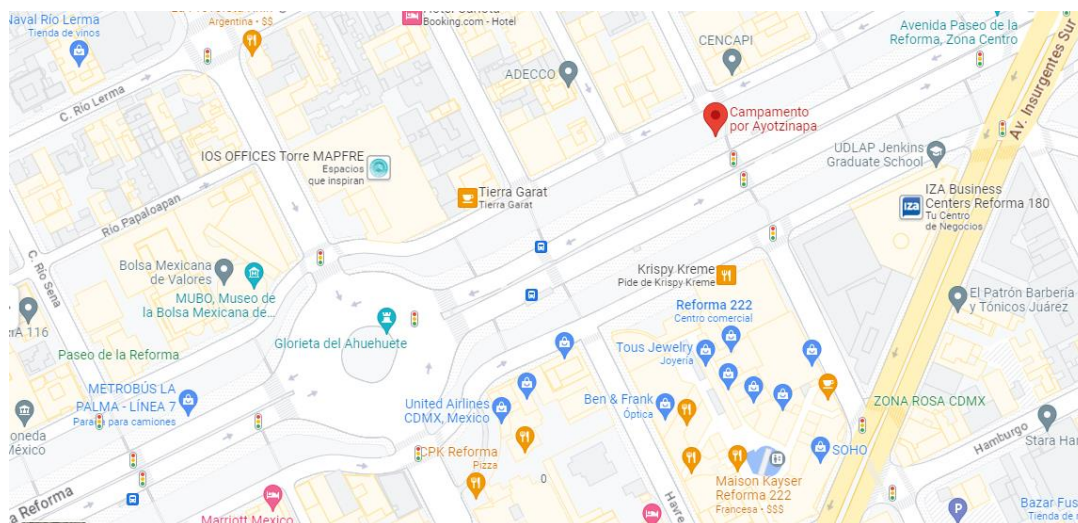 Naval Río Lerma
Tienda de vinos
Argentina - $$
Booking.com - Hotel
ADECCO
CENCAPI
Avenida Paseo de la
Reforma, Zona Centro
Av. Insurgentes Sur
C. Río Lerma
Campamento
por Ayotzinapa
UDLAP Jenkins
Graduate School
IOS OFFICES Torre MAPFRE
Espacios
que inspiran
Tierra Garat
Tierra Garat
iza
IZA Business
Centers Reforma 180
Tu Centro
de Negocios
Río Papaloapan
C. Río Sena
Bolsa Mexicana
de Valores
MUBO, Museo de
la Bolsa Mexicana de...
Krispy Kreme
Pide de Krispy Kreme
Reforma 222
Centro comercial
El Patrón Barbería
y Tónicos Juárez
116
Glorieta del Ahuehuete
Paseo de la Reforma
Tous Jewelry
Joyería
METROBÚS LA
PALMA - LÍNEA 7
Parada para camiones
United Airlines
CDMX, Mexico
Ben & Frank
Óptica
ZONA ROSA CDMX
México
CPK Reforma
Pizza
0
SOHO
Hamburgo
Stara
Maison Kayser
Reforma 222
Francesa - $$$
a Reforma
Marriott Mexico
Havre
P
Bazar
Tienda de